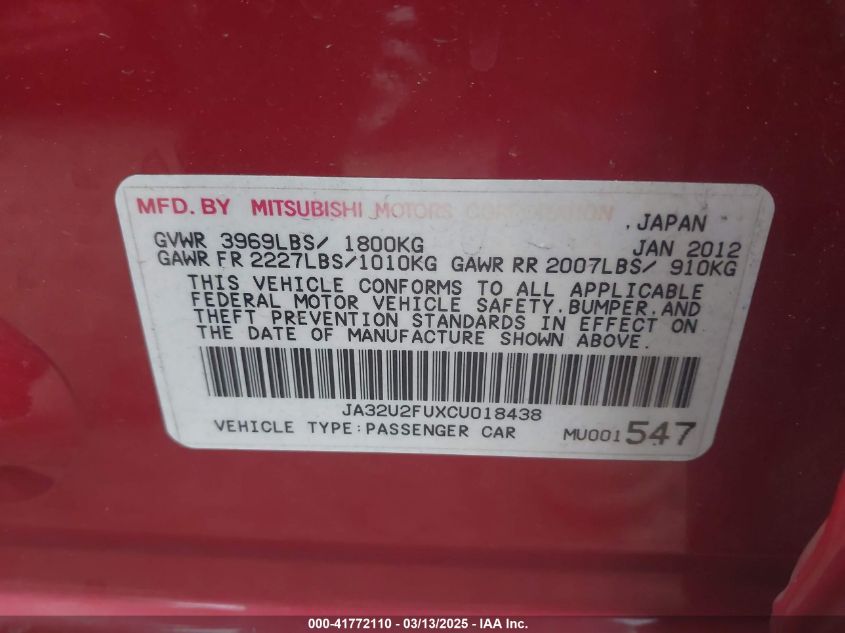 MFD. BY MITSUBISHI MOTORS CORPORATION
, JAPAN
GVWR 3969LBS/ 1800KG JAN 2012
GAWR FR 2227LBS/1010KG GAWR RR 2007LBS/ 910KG
THIS VEHICLE CONFORMS TO ALL APPLICABLE
FEDERAL MOTOR VEHICLE SAFETY,BUMPER,AND
THEFT PREVENTION STANDARDS IN EFFECT ON
THE DATE OF MANUFACTURE SHOWN ABOVE.
JA32U2FUXCU018438
VEHICLE TYPE:PASSENGER CAR MU001547
000-41772110 - 03/13/2025 - IAA Inc.